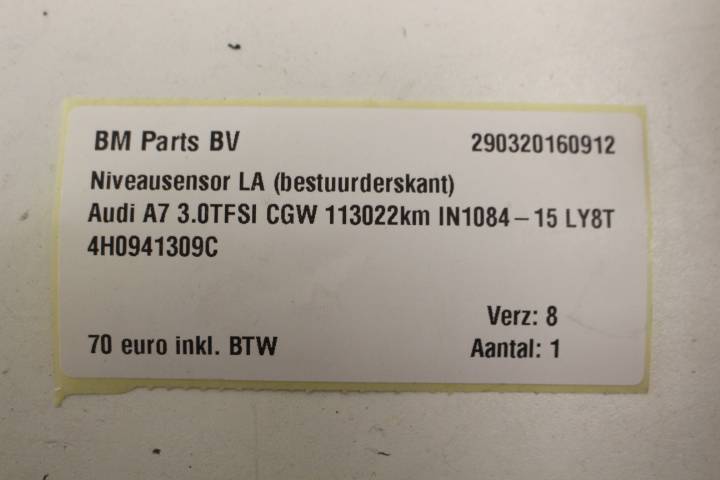 BM Parts BV 290320160912
Niveausensor LA (bestuurderskant)
Audi A7 3.0TFSI CGW 113022km IN1084-15 LY8T
4H0941309C
Verz: 8
70 euro inkl. BTW Aantal: 1